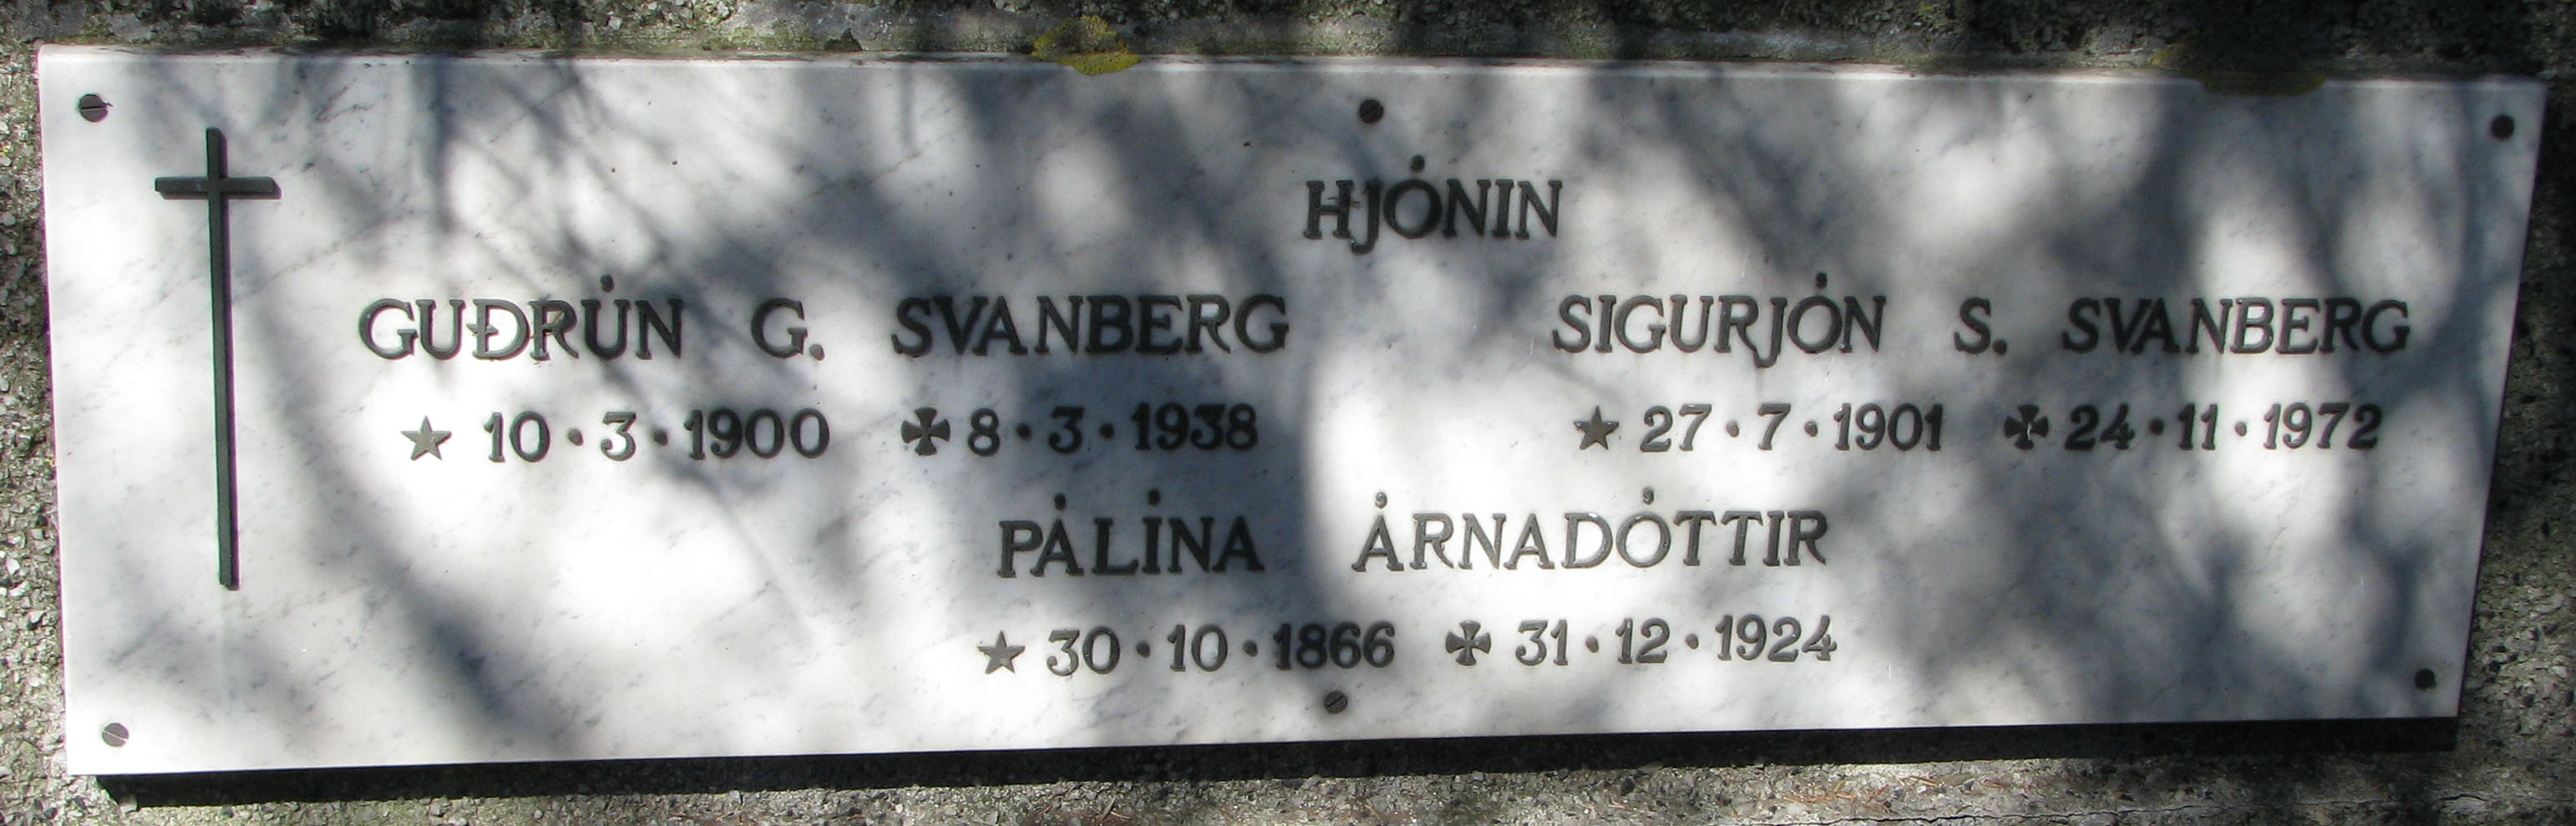 HJÓNIN
GUÐRÚN G. SVANBERG SIGURJÓN S. SVANBERG
★ 10·3·1900 ✠ 8·3·1938 ★ 27·7·1901 ✠ 24·11·1972
PÁLÍNA ÁRNADÓTTIR
★ 30·10·1866 ✠ 31·12·1924